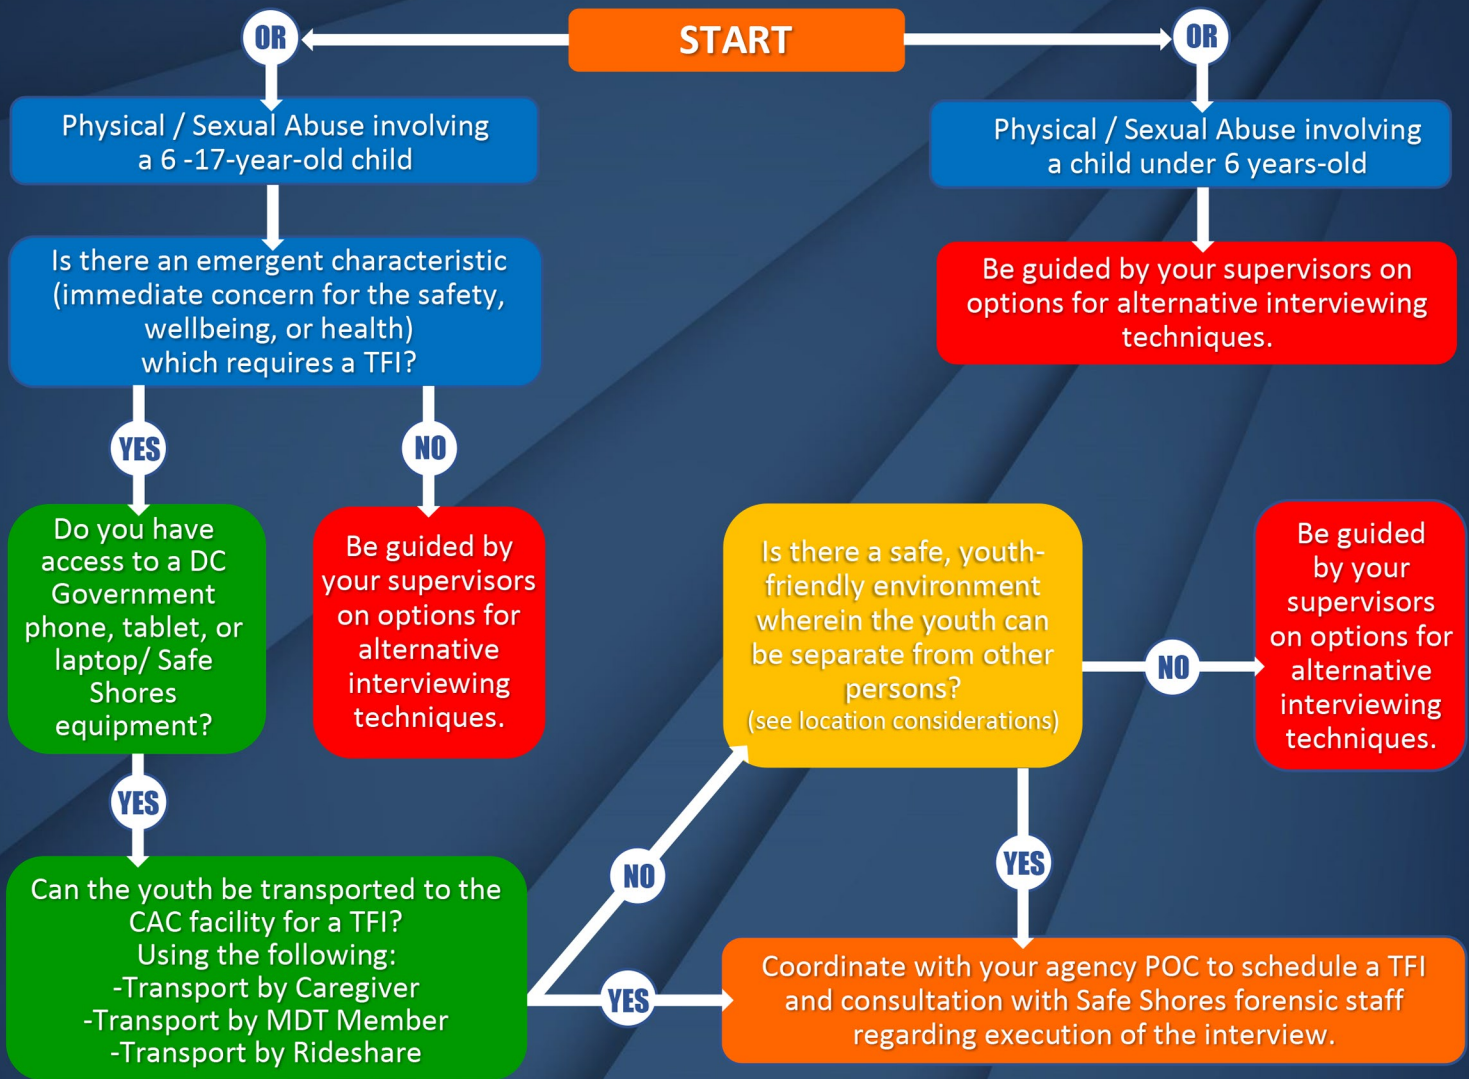 START
OR
OR
Physical / Sexual Abuse involving
a 6 -17-year-old child
Physical / Sexual Abuse involving
a child under 6 years-old
Is there an emergent characteristic
(immediate concern for the safety,
wellbeing, or health)
which requires a TFI?
Be guided by your supervisors on
options for alternative interviewing
techniques.
YES
NO
Do you have
access to a DC
Government
phone, tablet, or
laptop/ Safe
Shores
equipment?
Be guided by
your supervisors
on options for
alternative
interviewing
techniques.
Is there a safe, youth-
friendly environment
wherein the youth can
be separate from other
persons?
(see location considerations)
NO
Be guided
by your
supervisors
on options for
alternative
interviewing
techniques.
YES
NO
YES
Can the youth be transported to the
CAC facility for a TFI?
Using the following:
-Transport by Caregiver
-Transport by MDT Member
-Transport by Rideshare
YES
Coordinate with your agency POC to schedule a TFI
and consultation with Safe Shores forensic staff
regarding execution of the interview.